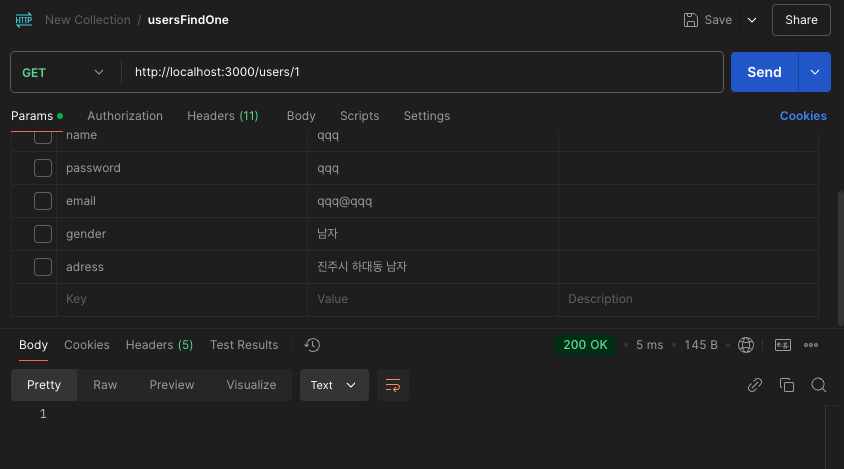 HTTP New Collection / usersFindOne Save Share
GET http://localhost:3000/users/1 Send
Params Authorization Headers (11) Body Scripts Settings Cookies
name qqq
password qqq
email qqq@qqq
gender 남자
adress 진주시 하대동 남자
Key Value Description
Body Cookies Headers (5) Test Results 200 OK 5 ms 145 B e.g.
Pretty Raw Preview Visualize Text
1